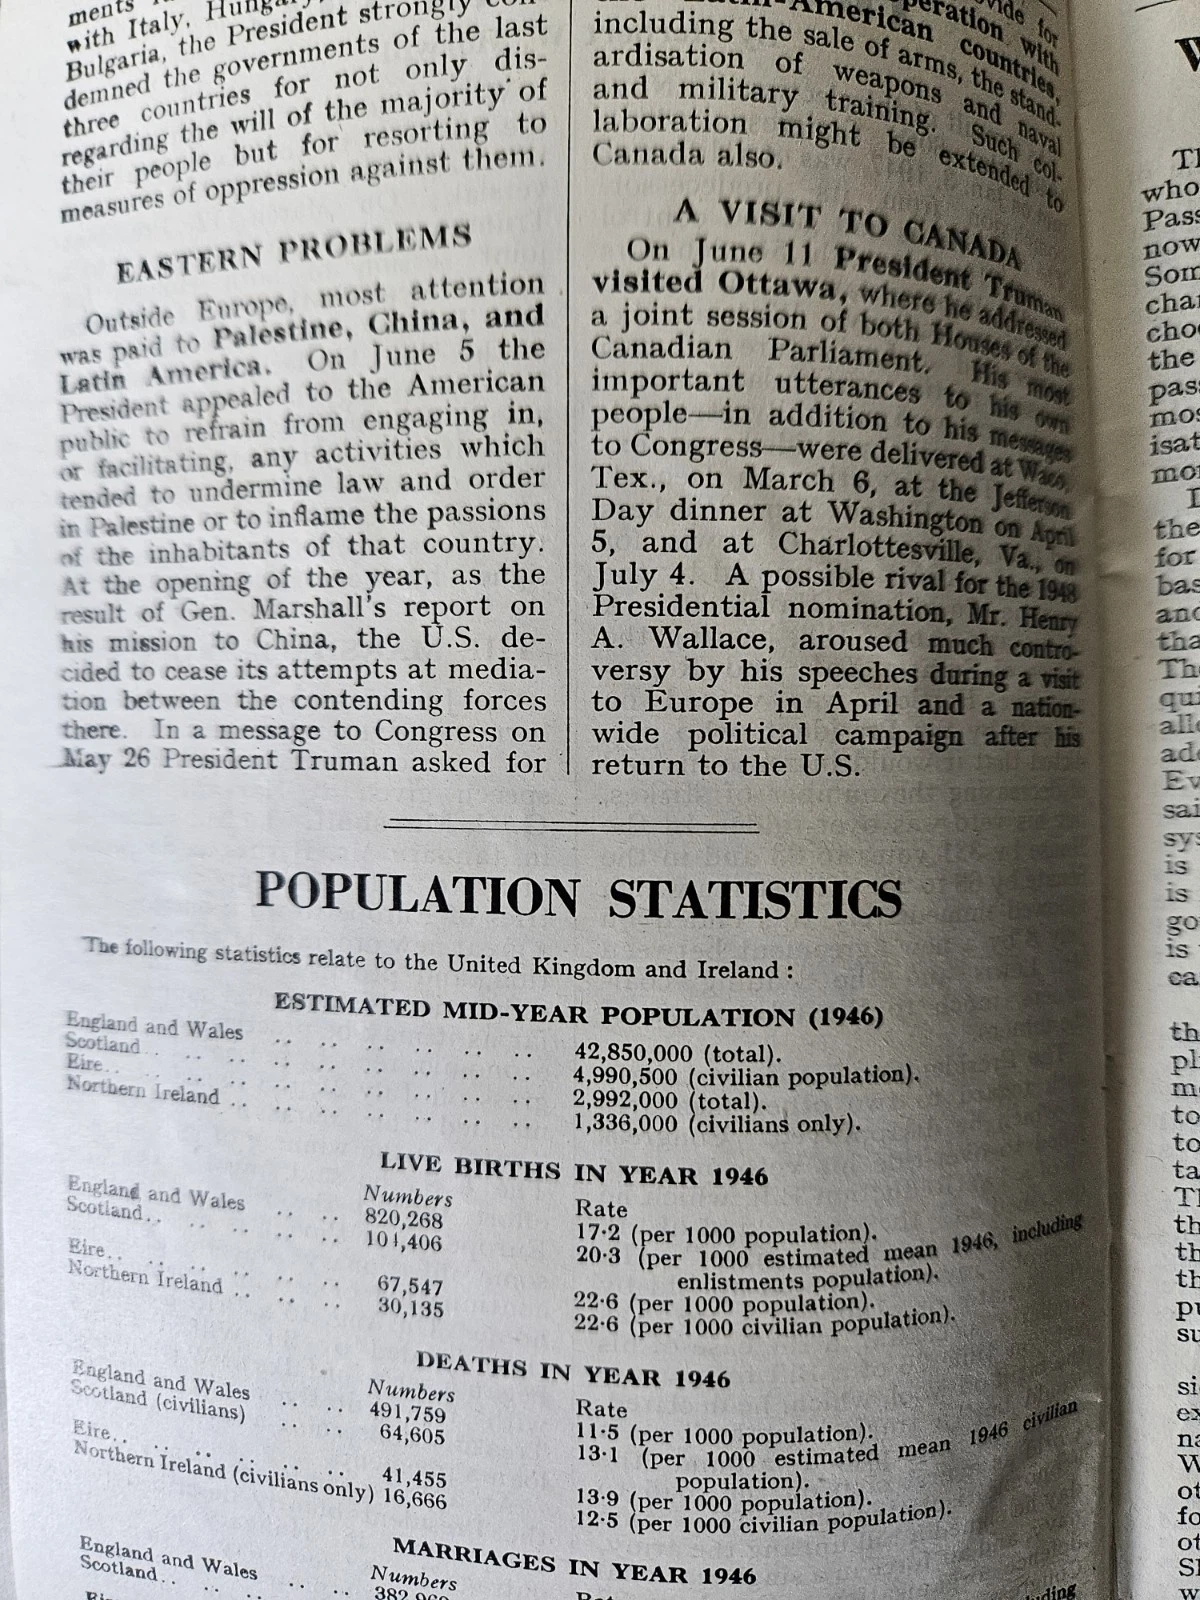 ments
with Italy, Hungary,
Bulgaria, the President strongly con-
demned the governments of the last
three countries for not only dis-
regarding the will of the majority of
their people but for resorting to
measures of oppression against them.
EASTERN PROBLEMS
Outside Europe, most attention
was paid to Palestine, China, and
Latin America. On June 5 the
President appealed to the American
public to refrain from engaging in,
or facilitating, any activities which
tended to undermine law and order
in Palestine or to inflame the passions
of the inhabitants of that country.
At the opening of the year, as the
result of Gen. Marshall's report on
his mission to China, the U.S. de-
cided to cease its attempts at media-
tion between the contending forces
there. In a message to Congress on
May 26 President Truman asked for
operation with
Latin-American countries,
including the sale of arms, the stand-
ardisation of weapons and naval
and military training. Such col-
laboration might be extended to
Canada also.
A VISIT TO CANADA
On June 11 President Truman
visited Ottawa, where he addressed
a joint session of both Houses of the
Canadian Parliament. His most
important utterances to his own
people—in addition to his messages
to Congress—were delivered at Waco,
Tex., on March 6, at the Jefferson
Day dinner at Washington on April
5, and at Charlottesville, Va., on
July 4. A possible rival for the 1948
Presidential nomination, Mr. Henry
A. Wallace, aroused much contro-
versy by his speeches during a visit
to Europe in April and a nation-
wide political campaign after his
return to the U.S.
POPULATION STATISTICS
The following statistics relate to the United Kingdom and Ireland :
ESTIMATED MID-YEAR POPULATION (1946)
England and Wales .. .. .. .. .. .. 42,850,000 (total).
Scotland .. .. .. .. .. .. .. 4,990,500 (civilian population).
Eire .. .. .. .. .. .. .. 2,992,000 (total).
Northern Ireland .. .. .. .. .. .. 1,336,000 (civilians only).
LIVE BIRTHS IN YEAR 1946
Numbers Rate
England and Wales .. .. 820,268 17·2 (per 1000 population).
Scotland .. .. .. .. 101,406 20·3 (per 1000 estimated mean 1946, including
enlistments population).
Eire .. .. .. .. 67,547 22·6 (per 1000 population).
Northern Ireland .. .. .. 30,135 22·6 (per 1000 civilian population).
DEATHS IN YEAR 1946
Numbers Rate
England and Wales .. .. 491,759 11·5 (per 1000 population).
Scotland (civilians) .. .. 64,605 13·1 (per 1000 estimated mean 1946 civilian
population).
Eire .. .. .. .. 41,455 13·9 (per 1000 population).
Northern Ireland (civilians only) 16,666 12·5 (per 1000 civilian population).
MARRIAGES IN YEAR 1946
Numbers
England and Wales .. ..
Scotland .. .. .. ..